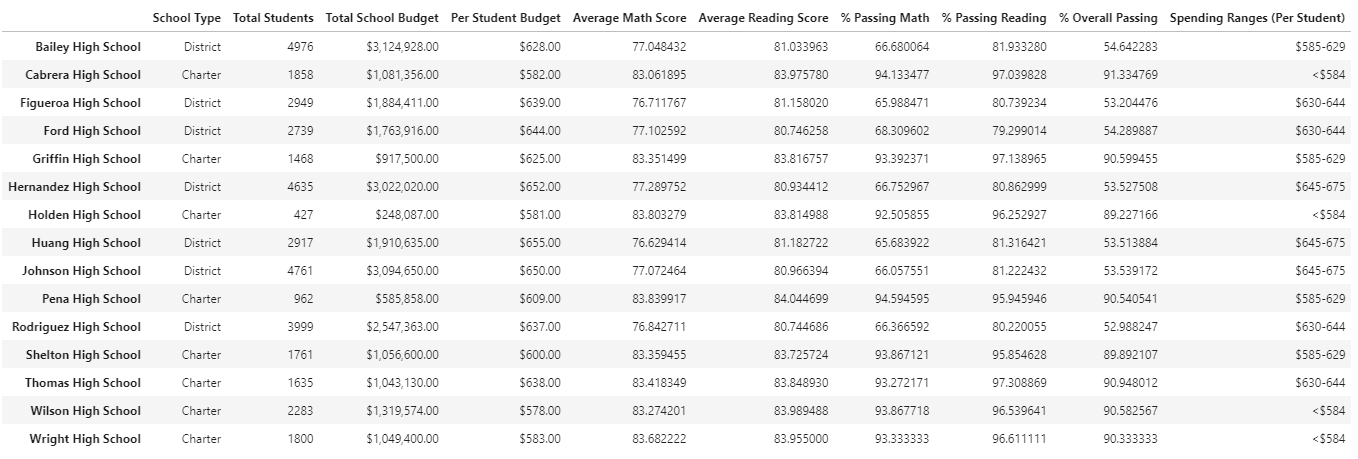 School Type Total Students Total School Budget Per Student Budget Average Math Score Average Reading Score % Passing Math % Passing Reading % Overall Passing Spending Ranges (Per Student)
Bailey High School District 4976 $3,124,928.00 $628.00 77.048432 81.033963 66.680064 81.933280 54.642283 $585-629
Cabrera High School Charter 1858 $1,081,356.00 $582.00 83.061895 83.975780 94.133477 97.039828 91.334769 <$584
Figueroa High School District 2949 $1,884,411.00 $639.00 76.711767 81.158020 65.988471 80.739234 53.204476 $630-644
Ford High School District 2739 $1,763,916.00 $644.00 77.102592 80.746258 68.309602 79.299014 54.289887 $630-644
Griffin High School Charter 1468 $917,500.00 $625.00 83.351499 83.816757 93.392371 97.138965 90.599455 $585-629
Hernandez High School District 4635 $3,022,020.00 $652.00 77.289752 80.934412 66.752967 80.862999 53.527508 $645-675
Holden High School Charter 427 $248,087.00 $581.00 83.803279 83.814988 92.505855 96.252927 89.227166 <$584
Huang High School District 2917 $1,910,635.00 $655.00 76.629414 81.182722 65.683922 81.316421 53.513884 $645-675
Johnson High School District 4761 $3,094,650.00 $650.00 77.072464 80.966394 66.057551 81.222432 53.539172 $645-675
Pena High School Charter 962 $585,858.00 $609.00 83.839917 84.044699 94.594595 95.945946 90.540541 $585-629
Rodriguez High School District 3999 $2,547,363.00 $637.00 76.842711 80.744686 66.366592 80.220055 52.988247 $630-644
Shelton High School Charter 1761 $1,056,600.00 $600.00 83.359455 83.725724 93.867121 95.854628 89.892107 $585-629
Thomas High School Charter 1635 $1,043,130.00 $638.00 83.418349 83.848930 93.272171 97.308869 90.948012 $630-644
Wilson High School Charter 2283 $1,319,574.00 $578.00 83.274201 83.989488 93.867718 96.539641 90.582567 <$584
Wright High School Charter 1800 $1,049,400.00 $583.00 83.682222 83.955000 93.333333 96.611111 90.333333 <$584